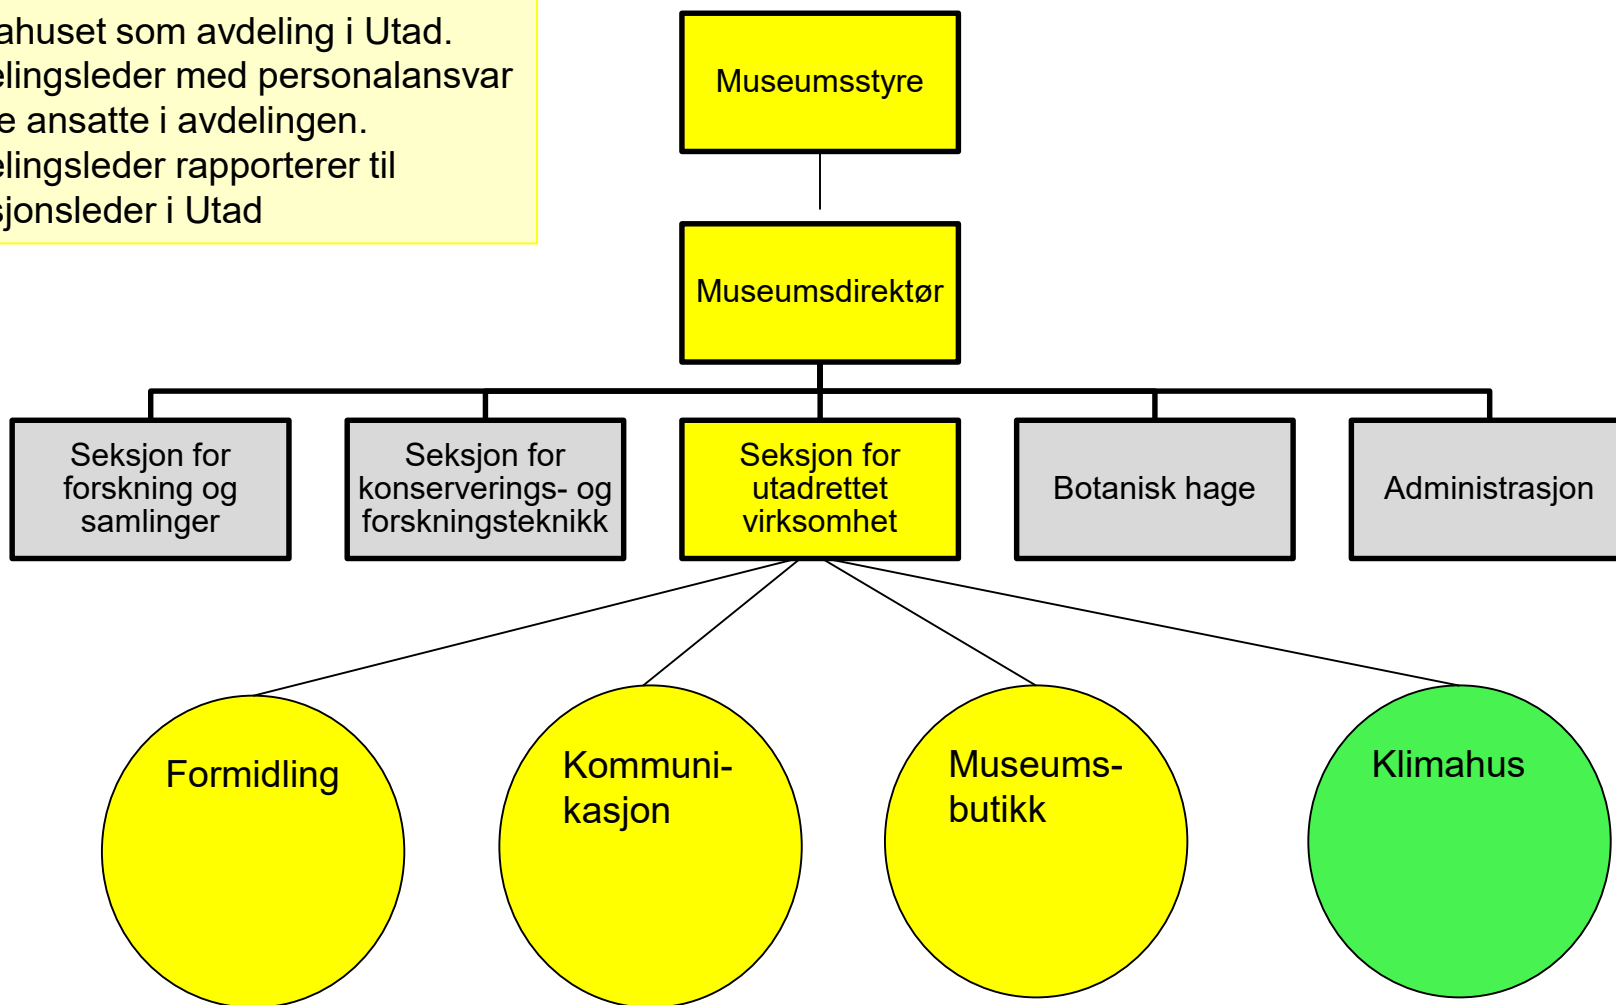 ahuset som avdeling i Utad.
elingsleder med personalansvar
e ansatte i avdelingen.
elingsleder rapporterer til
sjonsleder i Utad
Museumsstyre
Museumsdirektør
Seksjon for
forskning og
samlinger
Seksjon for
konserverings- og
forskningsteknikk
Seksjon for
utadrettet
virksomhet
Botanisk hage
Administrasjon
Formidling
Kommuni-
kasjon
Museums-
butikk
Klimahus